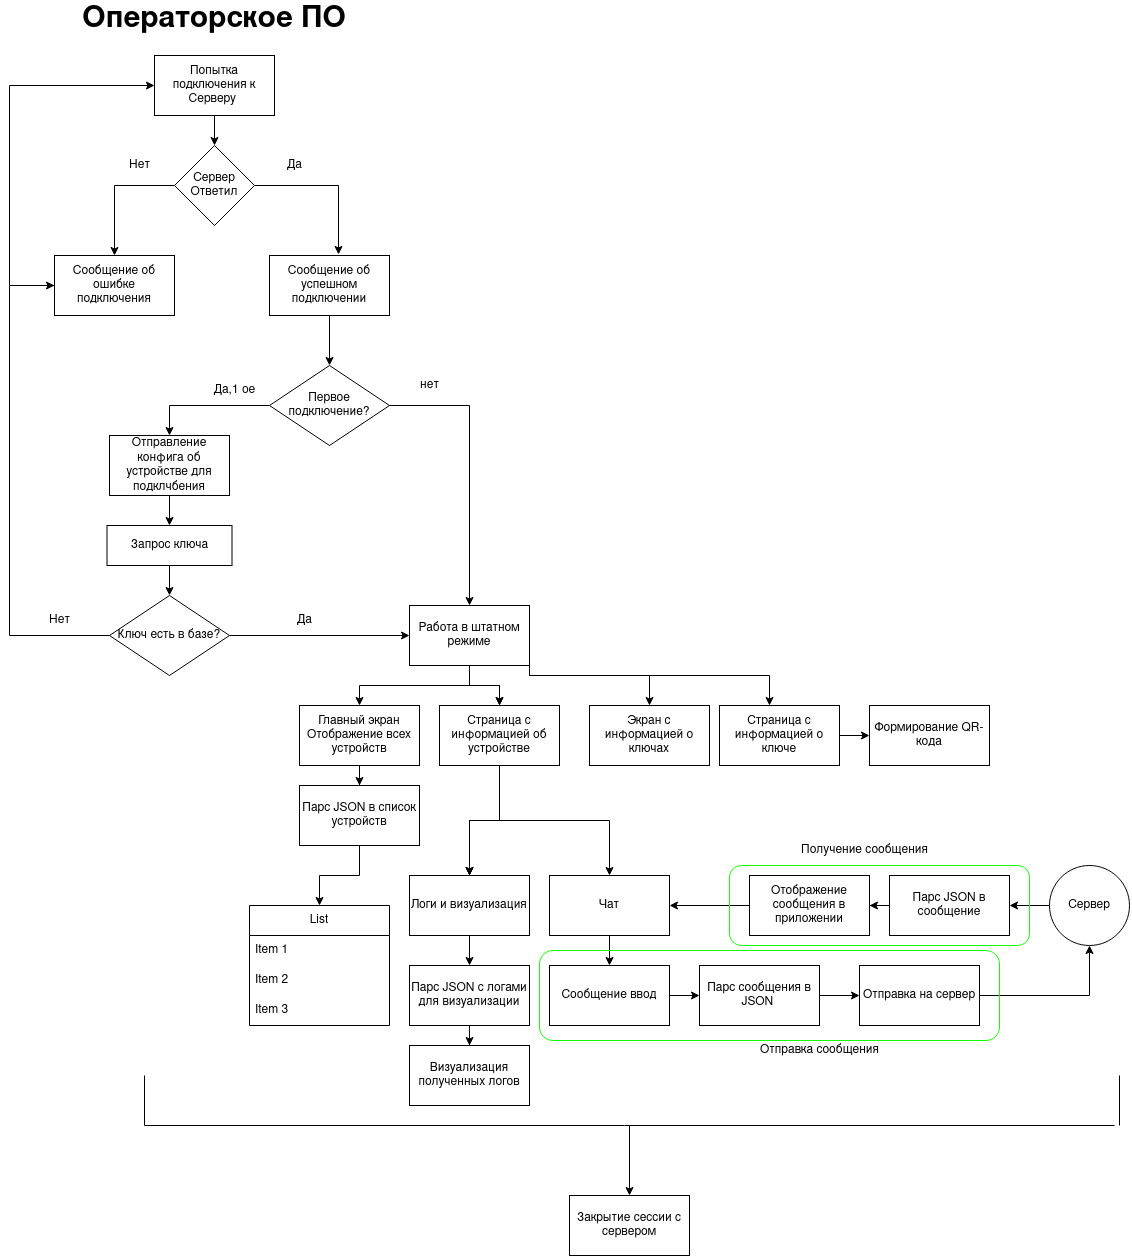 Операторское ПО
Попытка
подключения к
Серверу
Нет
Да
Сервер
Ответил
Сообщение об
ошибке
подключения
Сообщение об
успешном
подключении
Да,1 ое
нет
Первое
подключение?
Отправление
конфига об
устройстве для
подклчбения
Запрос ключа
Нет
Ключ есть в базе?
Да
Работа в штатном
режиме
Главный экран
Отображение всех
устройств
Страница с
информацией об
устройстве
Экран с
информацией о
ключах
Страница с
информацией о
ключе
Формирование QR-
кода
Парс JSON в список
устройств
Получение сообщения
List
Item 1
Item 2
Item 3
Логи и визуализация
Чат
Отображение
сообщения в
приложении
Парс JSON в
сообщение
Сервер
Парс JSON с логами
для визуализации
Сообщение ввод
Парс сообщения в
JSON
Отправка на сервер
Отправка сообщения
Визуализация
полученных логов
Закрытие сессии с
сервером